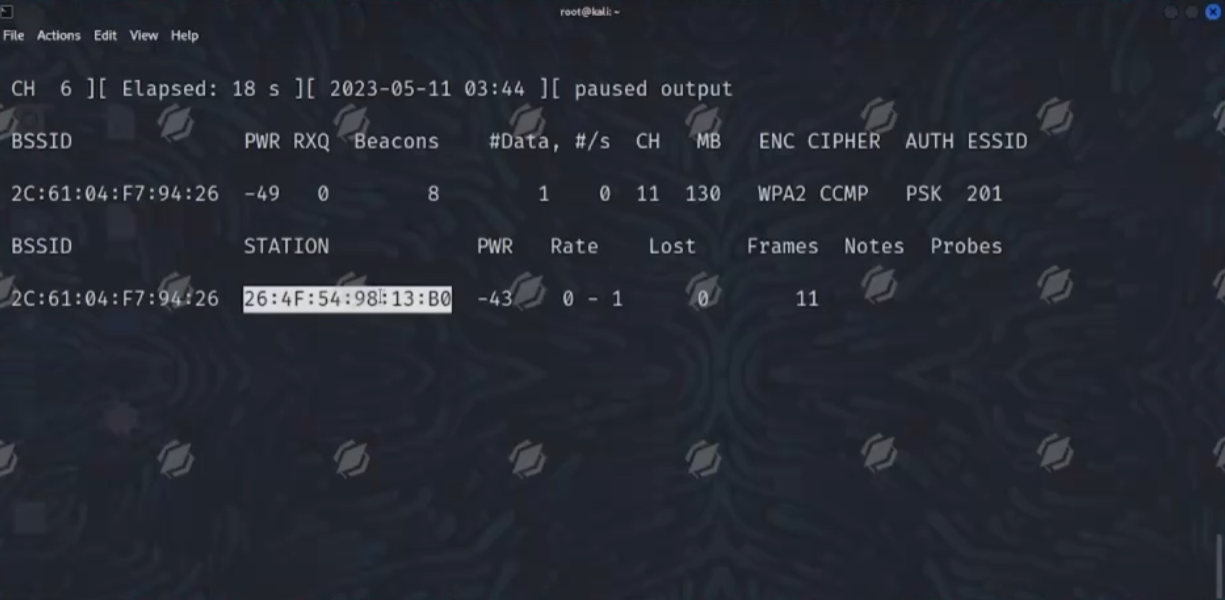 root@kali: ~
File Actions Edit View Help
CH 6 ][ Elapsed: 18 s ][ 2023-05-11 03:44 ][ paused output
BSSID PWR RXQ Beacons #Data, #/s CH MB ENC CIPHER AUTH ESSID
2C:61:04:F7:94:26 -49 0 8 1 0 11 130 WPA2 CCMP PSK 201
BSSID STATION PWR Rate Lost Frames Notes Probes
2C:61:04:F7:94:26 26:4F:54:98:13:B0 -43 0 - 1 0 11